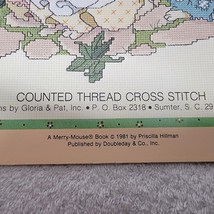 COUNTED THREAD CROSS STITCH
ns by Gloria & Pat, Inc. • P. O. Box 2318 • Sumter, S. C. 29
A Merry-Mouse® Book © 1981 by Priscilla Hillman
Published by Doubleday & Co., Inc.